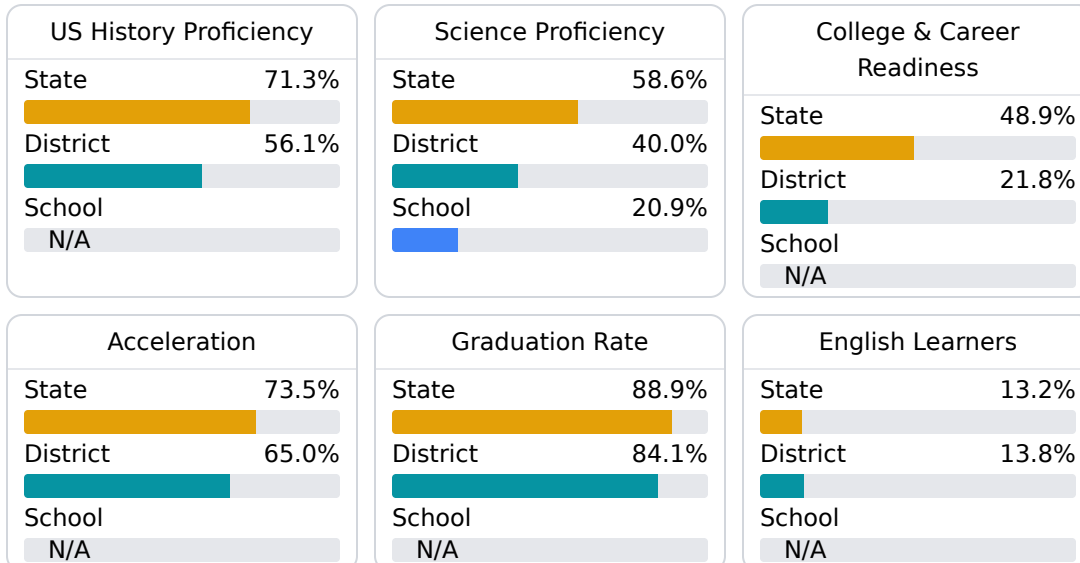 US History Proficiency
State 71.3%
District 56.1%
School
N/A
Science Proficiency
State 58.6%
District 40.0%
School 20.9%
College & Career
Readiness
State 48.9%
District 21.8%
School
N/A
Acceleration
State 73.5%
District 65.0%
School
N/A
Graduation Rate
State 88.9%
District 84.1%
School
N/A
English Learners
State 13.2%
District 13.8%
School
N/A